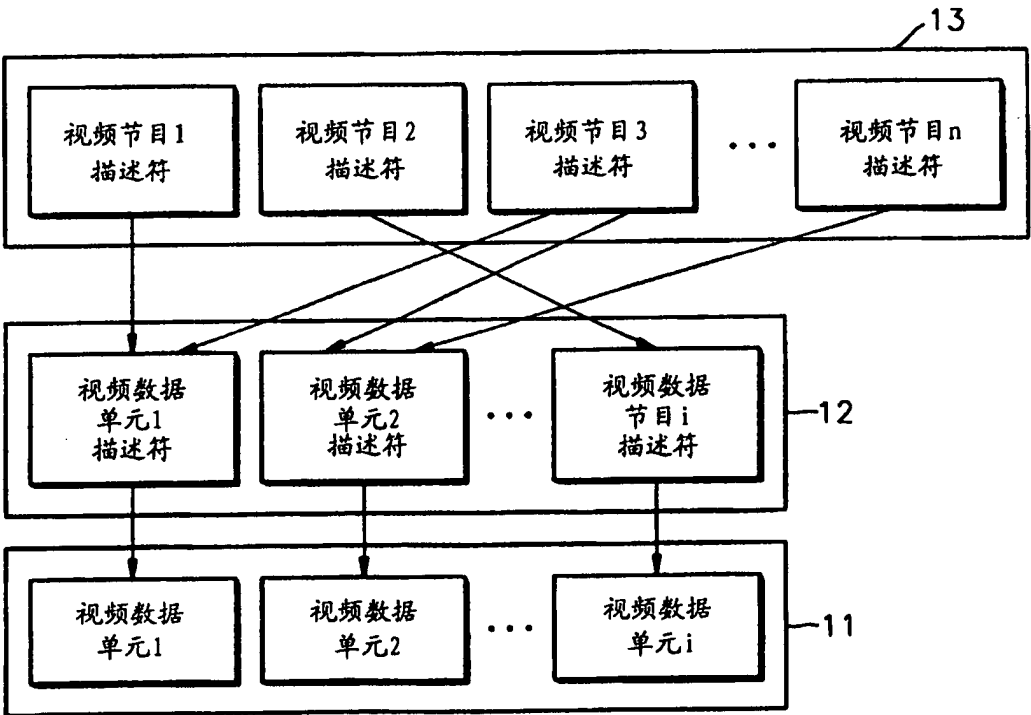 13
视频节目1
描述符
视频节目2
描述符
视频节目3
描述符
...
视频节目n
描述符
视频数据
单元1
描述符
视频数据
单元2
描述符
...
视频数据
节目i
描述符
12
视频数据
单元1
视频数据
单元2
...
视频数据
单元i
11